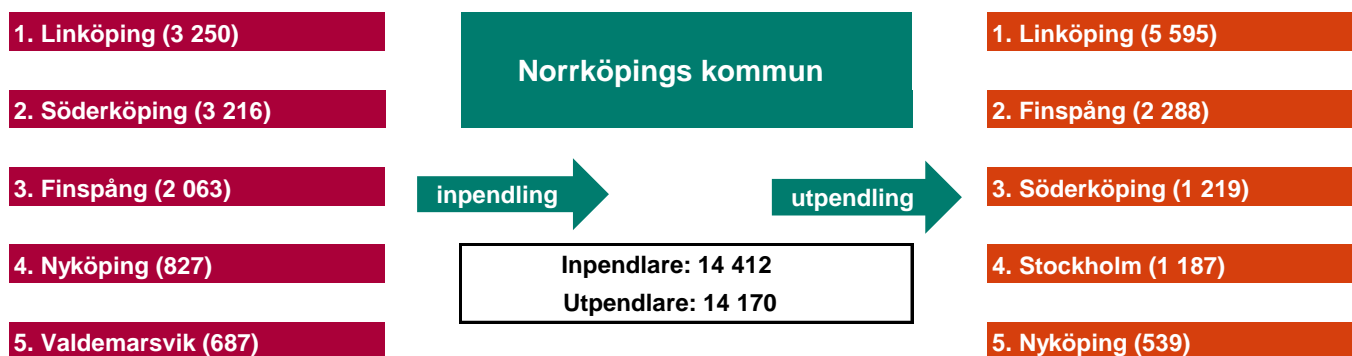 1. Linköping (3 250)
2. Söderköping (3 216)
3. Finspång (2 063)
4. Nyköping (827)
5. Valdemarsvik (687)
Norrköpings kommun
inpendling
utpendling
Inpendlare: 14 412
Utpendlare: 14 170
1. Linköping (5 595)
2. Finspång (2 288)
3. Söderköping (1 219)
4. Stockholm (1 187)
5. Nyköping (539)